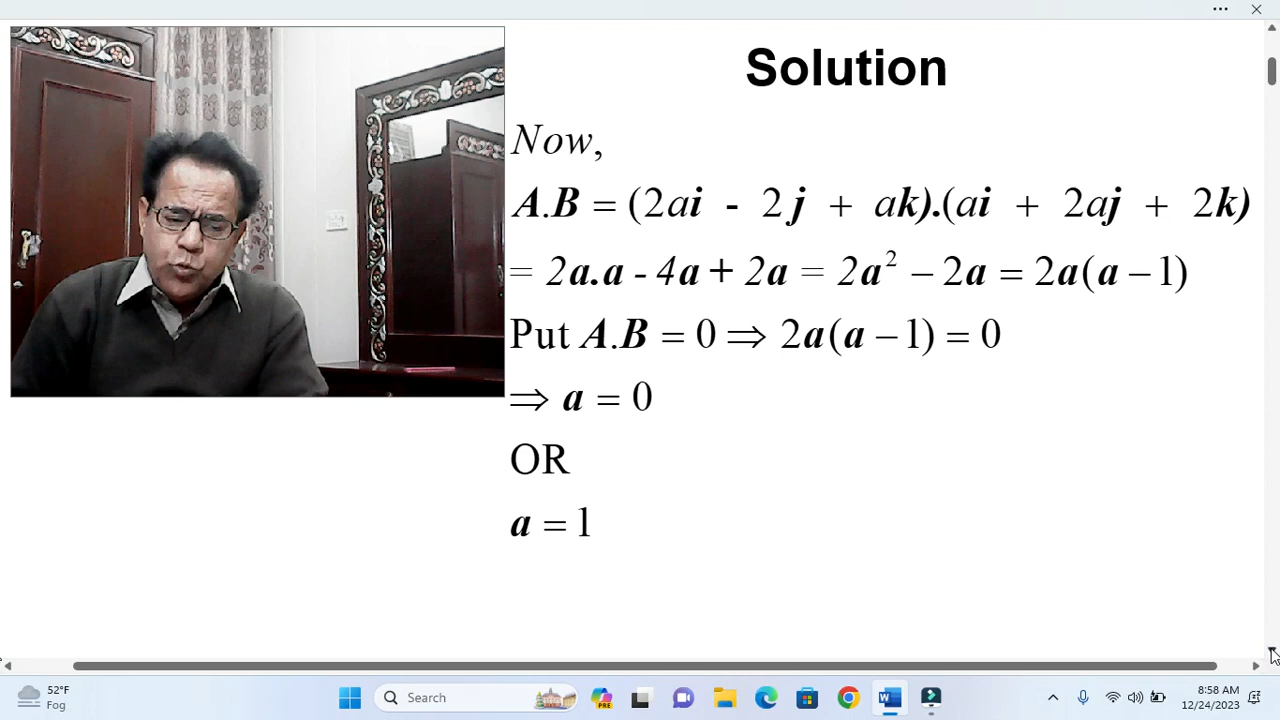 Solution
Now,
A.B = (2ai - 2j + ak).(ai + 2aj + 2k)
= 2a.a - 4a + 2a = 2a² − 2a = 2a(a − 1)
Put A.B = 0 ⇒ 2a(a − 1) = 0
⇒ a = 0
OR
a = 1
52°F
Fog
Search
PRE
8:58 AM
12/24/2023